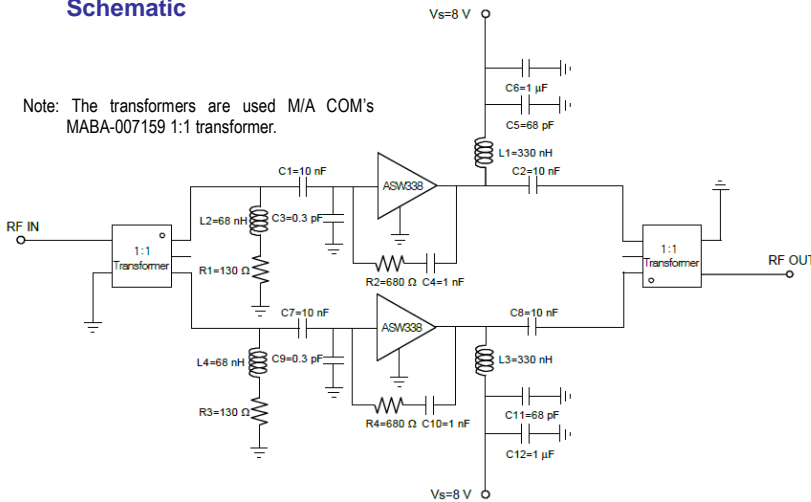 Schematic
Vs=8 V
C6=1 µF
Note: The transformers are used M/A COM's
MABA-007159 1:1 transformer.
C5=68 pF
L1=330 nH
C1=10 nF
C2=10 nF
ASW338
L2=68 nH
C3=0.3 pF
RF IN
1:1
Transformer
1:1
Transformer
RF OUT
R1=130 Ω
R2=680 Ω
C4=1 nF
C7=10 nF
C8=10 nF
ASW338
L4=68 nH
C9=0.3 pF
L3=330 nH
R3=130 Ω
C11=68 pF
R4=680 Ω
C10=1 nF
C12=1 µF
Vs=8 V